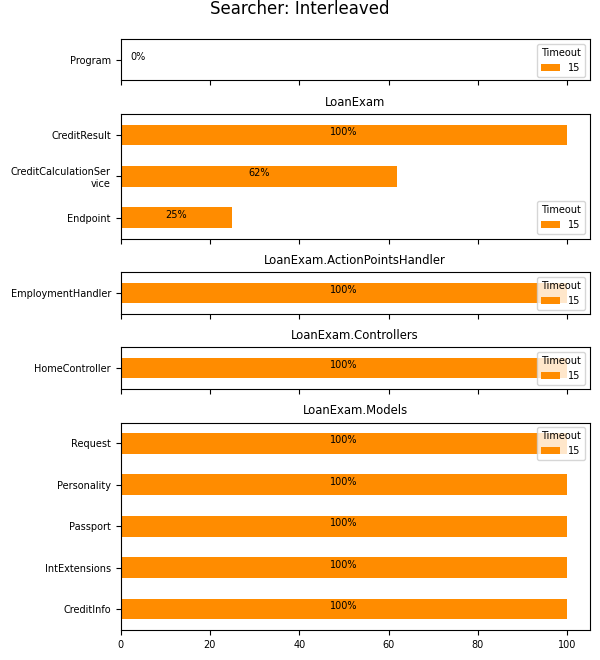 Searcher: Interleaved
Program
0%
Timeout
15
LoanExam
CreditResult
100%
CreditCalculationSer
vice
62%
Endpoint
25%
Timeout
15
LoanExam.ActionPointsHandler
EmploymentHandler
100%
Timeout
15
LoanExam.Controllers
HomeController
100%
Timeout
15
LoanExam.Models
Request
100%
Timeout
15
Personality
100%
Passport
100%
IntExtensions
100%
CreditInfo
100%
0 20 40 60 80 100